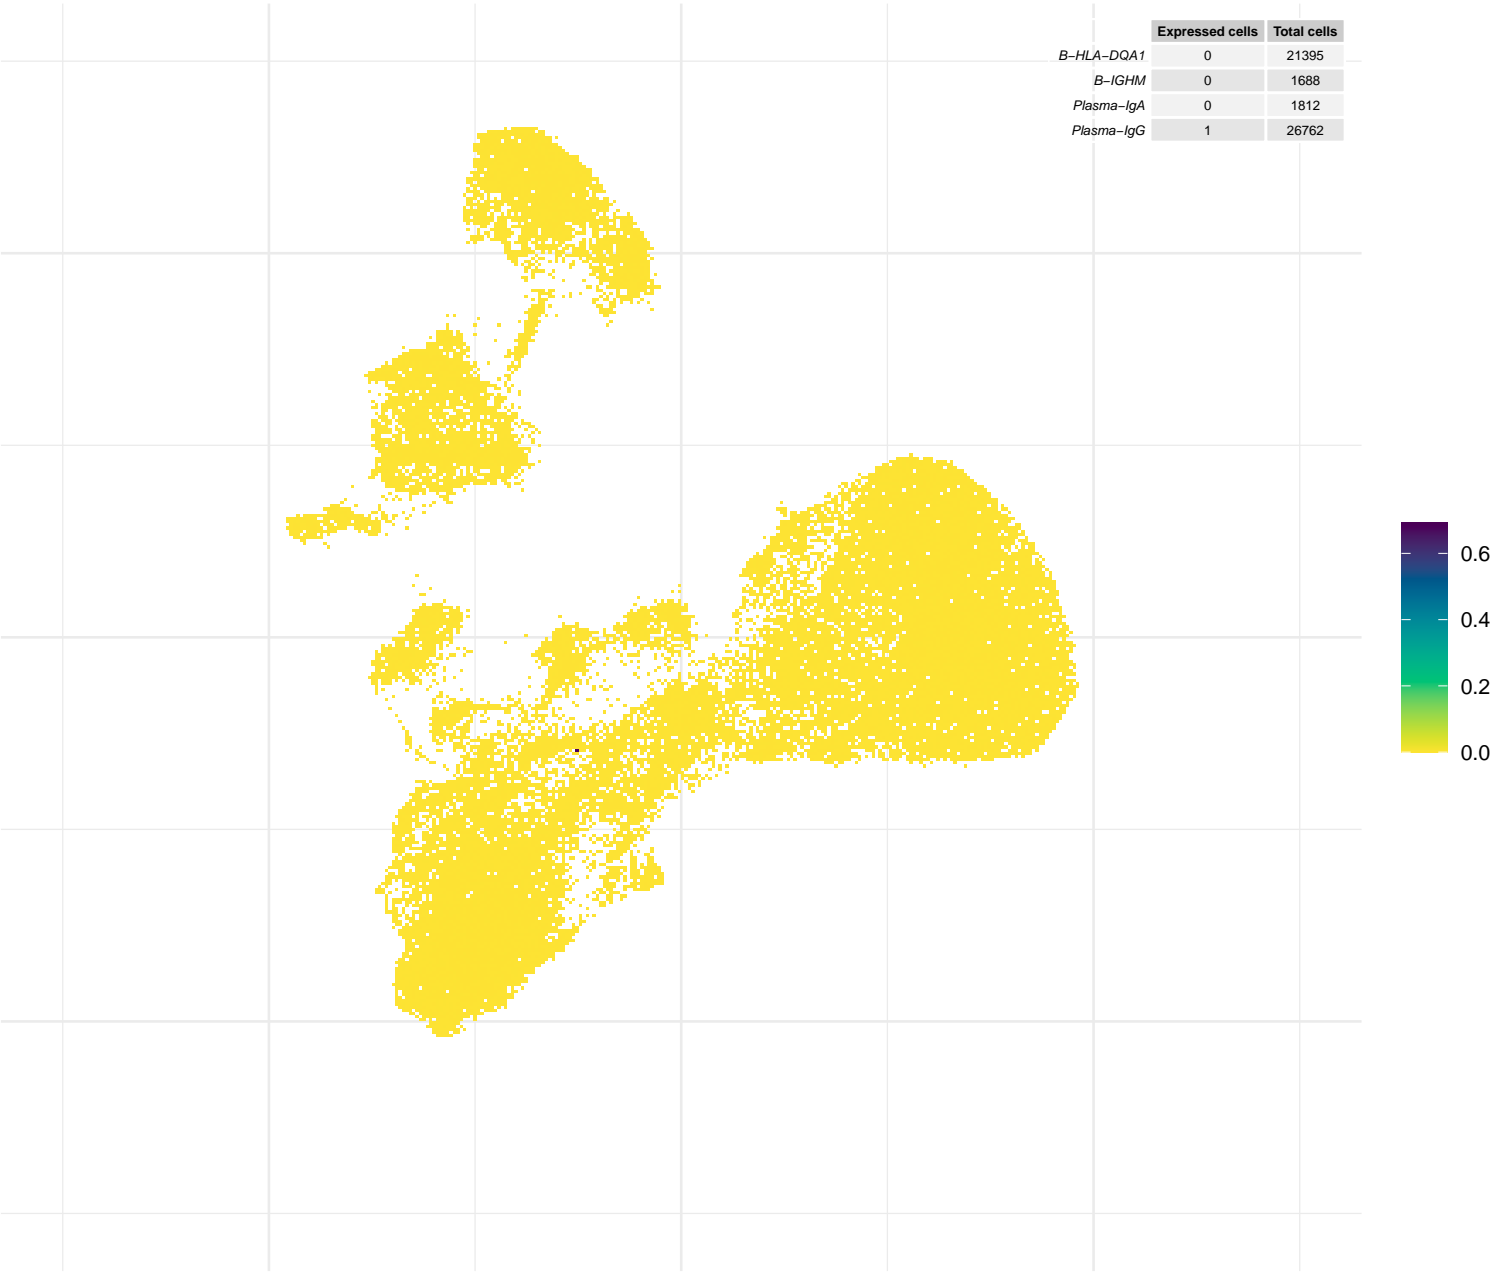 Expressed cells Total cells
B−HLA−DQA1 0 21395
B−IGHM 0 1688
Plasma−IgA 0 1812
Plasma−IgG 1 26762
0.6
0.4
0.2
0.0